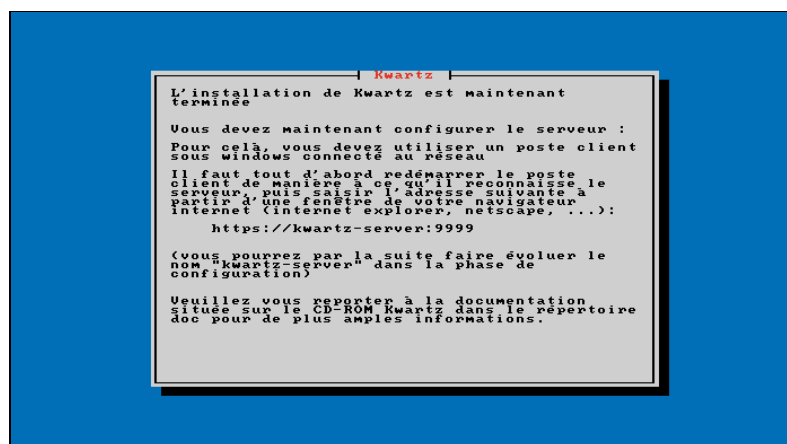 Kwartz
L'installation de Kwartz est maintenant
terminée
Vous devez maintenant configurer le serveur :
Pour celà, vous devez utiliser un poste client
sous windows connecté au réseau
Il faut tout d'abord redémarrer le poste
client de manière à ce qu'il reconnaisse le
serveur, puis saisir l'adresse suivante à
partir d'une fenêtre de votre navigateur
internet (internet explorer, netscape, ...):
https://kwartz-server:9999
(vous pourrez par la suite faire évoluer le
nom "kwartz-server" dans la phase de
configuration)
Veuillez vous reporter à la documentation
située sur le CD-ROM Kwartz dans le répertoire
doc pour de plus amples informations.